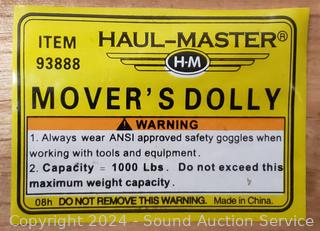 ITEM
93888
HAUL-MASTER®
H·M
MOVER'S DOLLY
WARNING
1. Always wear ANSI approved safety goggles when
working with tools and equipment.
2. Capacity = 1000 Lbs. Do not exceed this
maximum weight capacity.
08h DO NOT REMOVE THIS WARNING. Made in China.
Copyright 2024 - Sound Auction Service